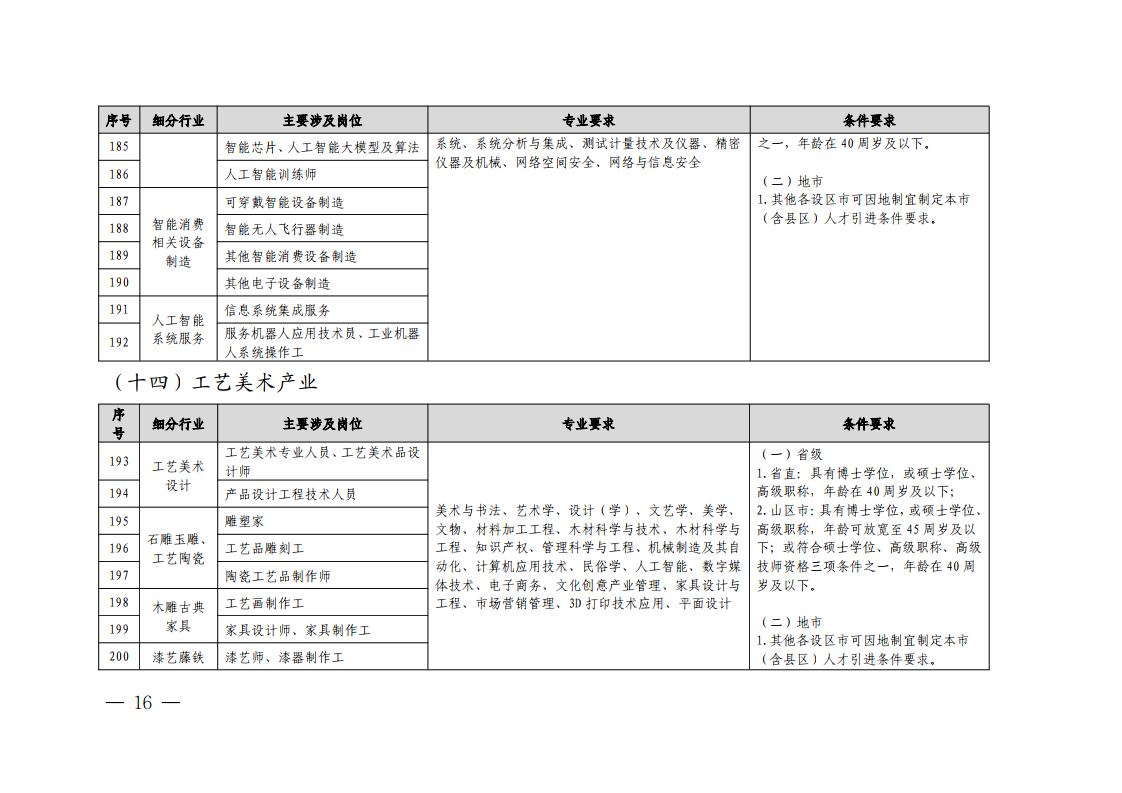 序号 细分行业 主要涉及岗位 专业要求 条件要求
185 智能芯片、人工智能大模型及算法
186 人工智能训练师
187 可穿戴智能设备制造
188 智能无人飞行器制造
189 其他智能消费设备制造
190 其他电子设备制造
智能消费
相关设备
制造
191 信息系统集成服务
192 服务机器人应用技术员、工业机器
人系统操作工
人工智能
系统服务
系统、系统分析与集成、测试计量技术及仪器、精密
仪器及机械、网络空间安全、网络与信息安全
之一，年龄在 40 周岁及以下。
（二）地市
1.其他各设区市可因地制宜制定本市
（含县区）人才引进条件要求。
（十四）工艺美术产业
序
号
细分行业 主要涉及岗位 专业要求 条件要求
193 工艺美术专业人员、工艺美术品设
计师
194 产品设计工程技术人员
工艺美术
设计
195 雕塑家
196 工艺品雕刻工
197 陶瓷工艺品制作师
石雕玉雕、
工艺陶瓷
198 工艺画制作工
199 家具设计师、家具制作工
木雕古典
家具
200 漆艺藤铁 漆艺师、漆器制作工
美术与书法、艺术学、设计（学）、文艺学、美学、
文物、材料加工工程、木材科学与技术、木材科学与
工程、知识产权、管理科学与工程、机械制造及其自
动化、计算机应用技术、民俗学、人工智能、数字媒
体技术、电子商务、文化创意产业管理、家具设计与
工程、市场营销管理、3D 打印技术应用、平面设计
（一）省级
1.省直：具有博士学位，或硕士学位、
高级职称，年龄在 40 周岁及以下；
2.山区市：具有博士学位，或硕士学位、
高级职称，年龄可放宽至 45 周岁及以
下；或符合硕士学位、高级职称、高级
技师资格三项条件之一，年龄在 40 周
岁及以下。
（二）地市
1.其他各设区市可因地制宜制定本市
（含县区）人才引进条件要求。
— 16 —